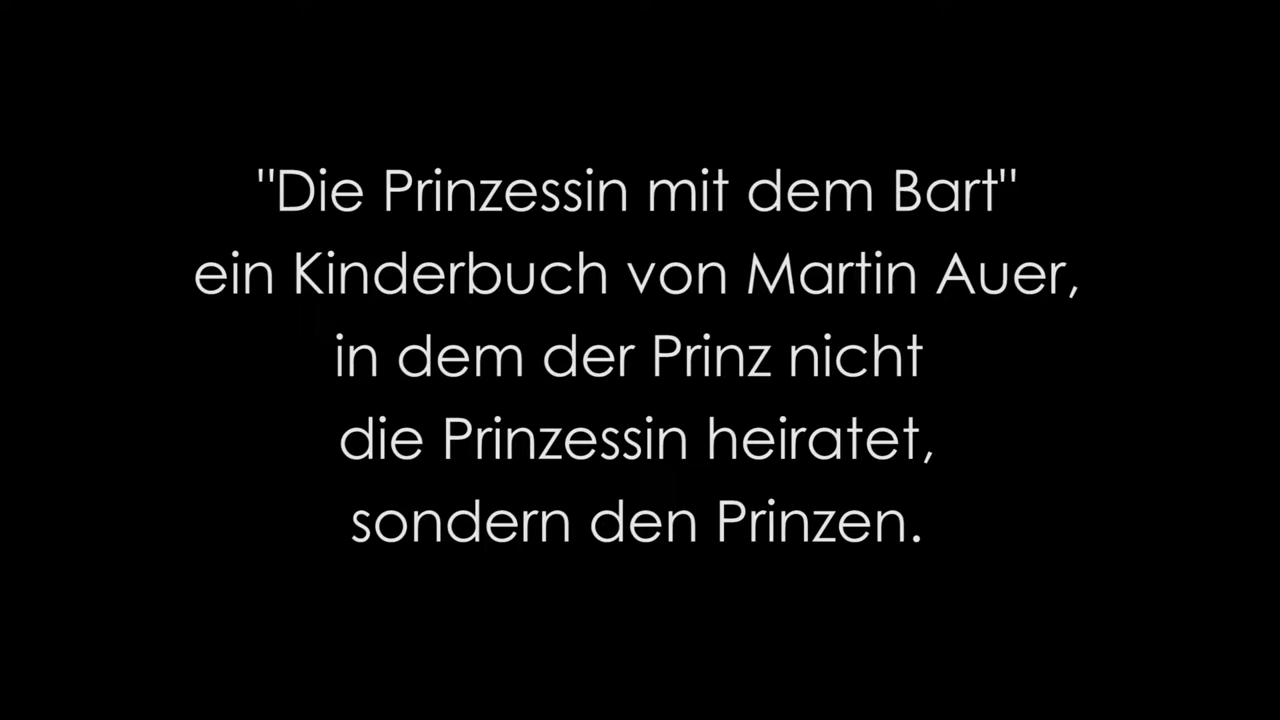 "Die Prinzessin mit dem Bart"
ein Kinderbuch von Martin Auer,
in dem der Prinz nicht
die Prinzessin heiratet,
sondern den Prinzen.